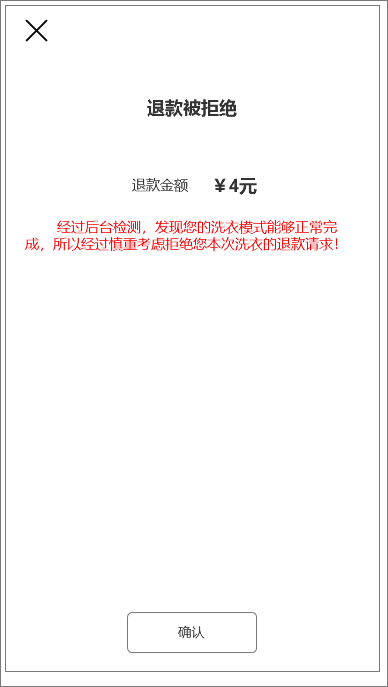 退款被拒绝
退款金额 ￥4元
经过后台检测，发现您的洗衣模式能够正常完
成，所以经过慎重考虑拒绝您本次洗衣的退款请求！
确认